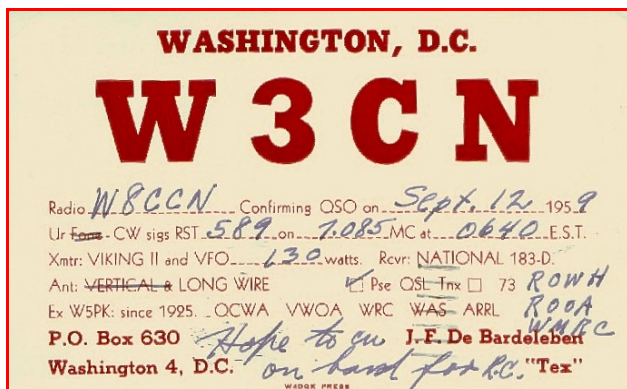 WASHINGTON, D.C.
W3CN
Radio W8CCN Confirming QSO on Sept. 12 1959
Ur Fone - CW sigs RST 589 on 7.085 MC at 0640 E.S.T.
Xmtr: VIKING II and VFO 130 watts. Rcvr: NATIONAL 183-D.
Ant: VERTICAL & LONG WIRE Pse QSL Tnx 73 ROWH
Ex W5PK: since 1925. OCWA VWOA WRC WAS ARRL ROOA
WMRC
P.O. Box 630 Hope to cu J. F. De Bardeleben
Washington 4, D.C. on band for R.C. "Tex"
WADGK PRESS